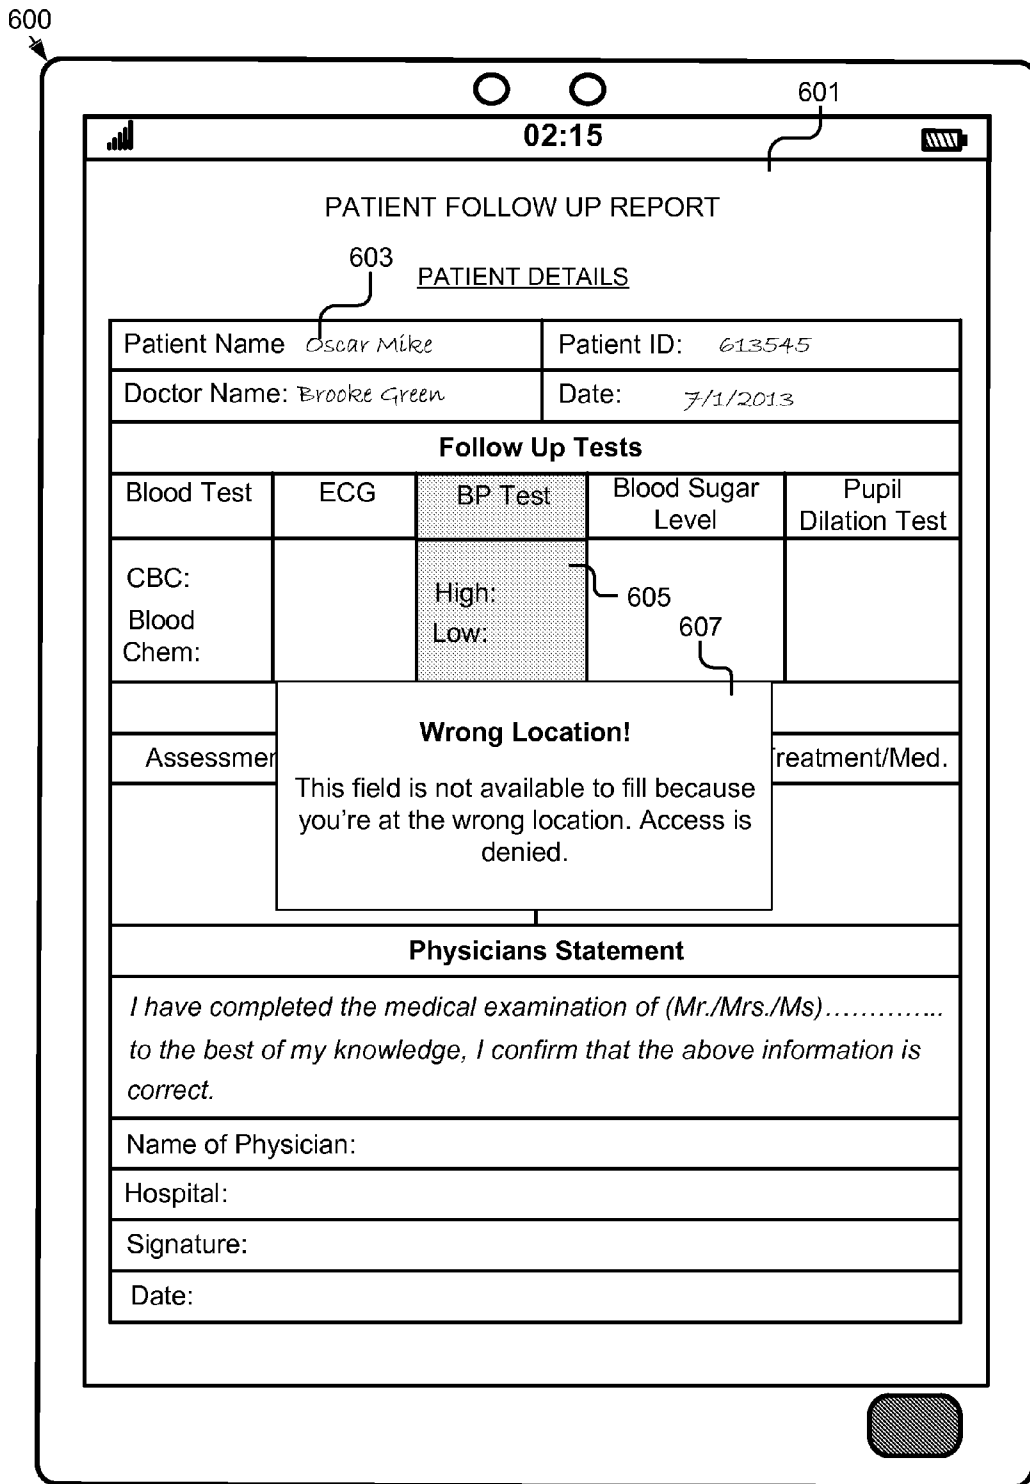 600
601
02:15
PATIENT FOLLOW UP REPORT
603
PATIENT DETAILS
Patient Name Oscar Mike Patient ID: 613545
Doctor Name: Brooke Green Date: 7/1/2013
Follow Up Tests
Blood Test ECG BP Test Blood Sugar Level Pupil Dilation Test
CBC:
Blood Chem:
High:
Low:
605
607
Wrong Location!
Assessmen reatment/Med.
This field is not available to fill because
you're at the wrong location. Access is
denied.
Physicians Statement
I have completed the medical examination of (Mr./Mrs./Ms)…………..
to the best of my knowledge, I confirm that the above information is
correct.
Name of Physician:
Hospital:
Signature:
Date: